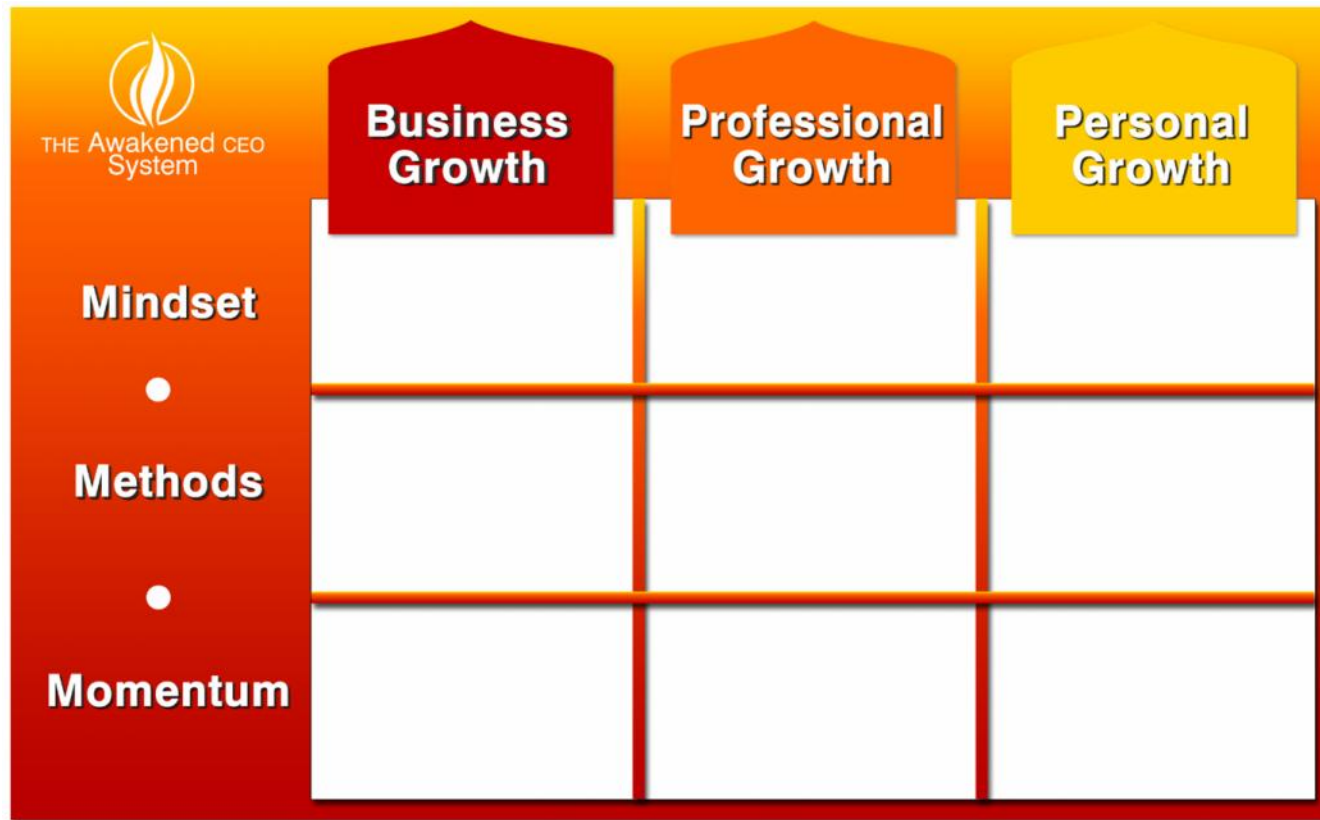 THE Awakened CEO
System
Business
Growth
Professional
Growth
Personal
Growth
Mindset
Methods
Momentum